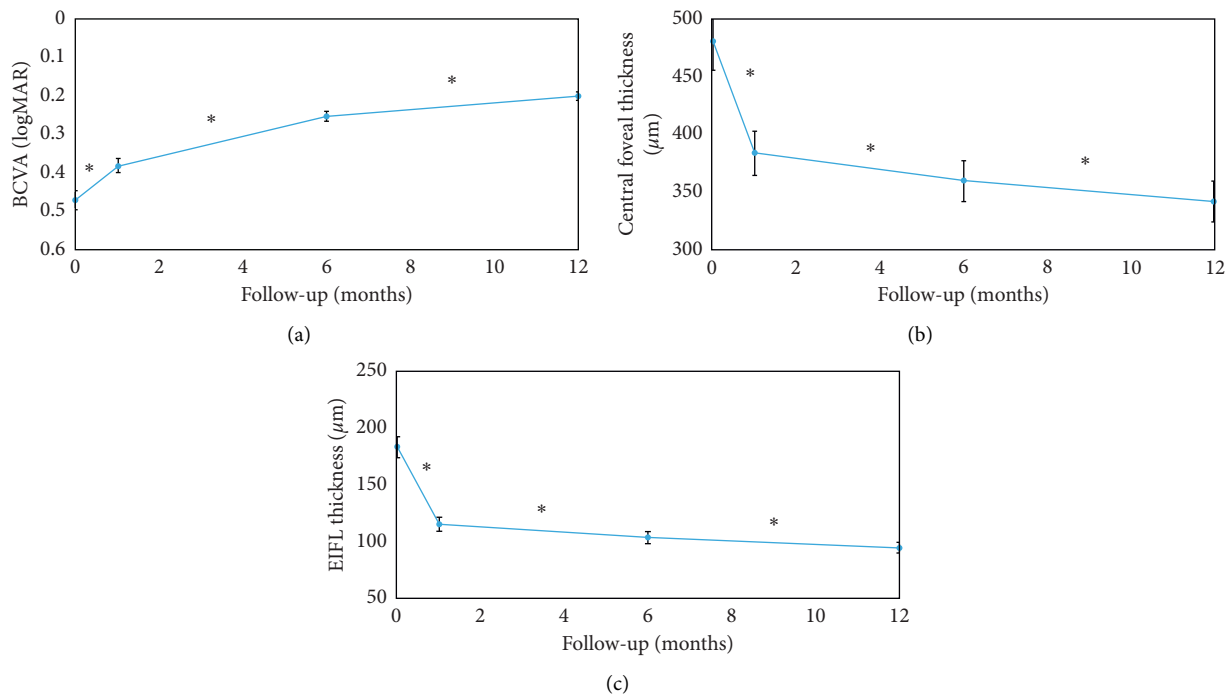 BCVA (logMAR)
0
0.1
0.2
0.3
0.4
0.5
0.6
*
*
*
0 2 4 6 8 10 12
Follow-up (months)
(a)
Central foveal thickness
(μm)
500
450
400
350
300
*
*
*
0 2 4 6 8 10 12
Follow-up (months)
(b)
EIFL thickness (μm)
250
200
150
100
50
*
*
*
0 2 4 6 8 10 12
Follow-up (months)
(c)